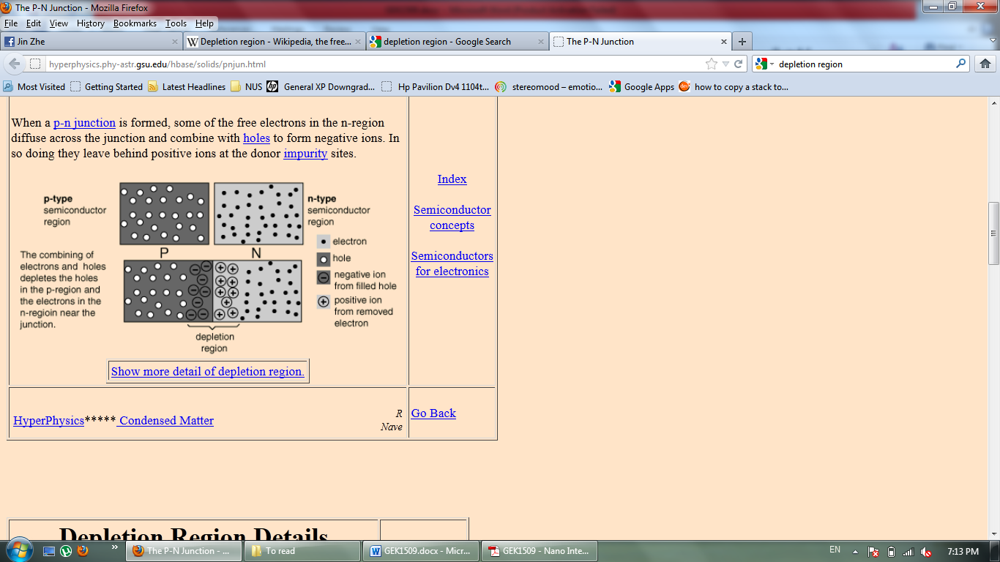 The P-N Junction - Mozilla Firefox
File Edit View History Bookmarks Tools Help
Jin Zhe
Depletion region - Wikipedia, the free...
depletion region - Google Search
The P-N Junction
hyperphysics.phy-astr.gsu.edu/hbase/solids/pnjun.html
depletion region
Most Visited Getting Started Latest Headlines NUS General XP Downgrad... Hp Pavilion Dv4 1104t... stereomood – emotio... Google Apps how to copy a stack to...
When a p-n junction is formed, some of the free electrons in the n-region
diffuse across the junction and combine with holes to form negative ions. In
so doing they leave behind positive ions at the donor impurity sites.
p-type
semiconductor
region
n-type
semiconductor
region
P N
electron
hole
negative ion
from filled hole
positive ion
from removed
electron
The combining of
electrons and holes
depletes the holes
in the p-region and
the electrons in the
n-regioin near the
junction.
depletion
region
Show more detail of depletion region.
Index
Semiconductor
concepts
Semiconductors
for electronics
HyperPhysics***** Condensed Matter
R
Nave
Go Back
Depletion Region Details
The P-N Junction - ...
To read
GEK1509.docx - Micr...
GEK1509 - Nano Inte...
EN
7:13 PM